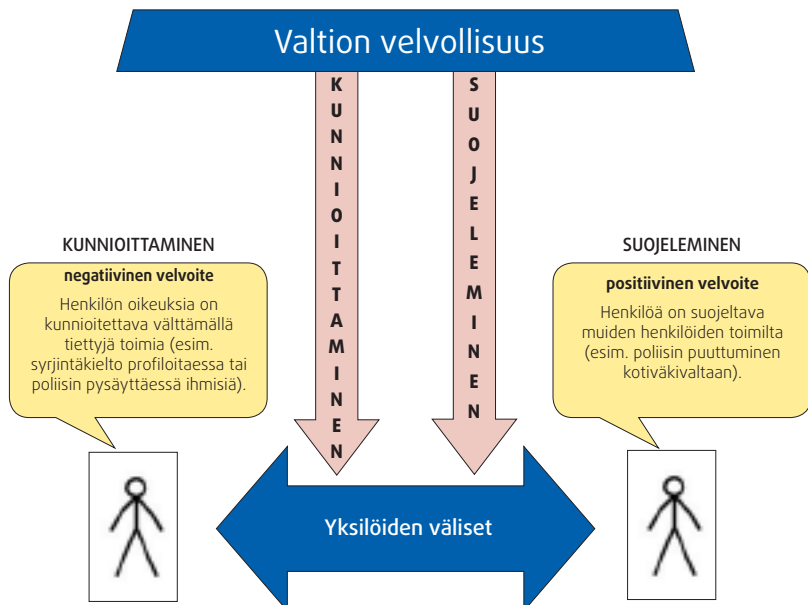 Valtion velvollisuus
KUNNIOITTAMINEN
SUOJELEMINEN
KUNNIOITTAMINEN
negatiivinen velvoite
Henkilön oikeuksia on
kunnioitettava välttämällä
tiettyjä toimia (esim.
syrjintäkielto profiloitaessa tai
poliisin pysäyttäessä ihmisiä).
SUOJELEMINEN
positiivinen velvoite
Henkilöä on suojeltava
muiden henkilöiden toimilta
(esim. poliisin puuttuminen
kotiväkivaltaan).
Yksilöiden väliset